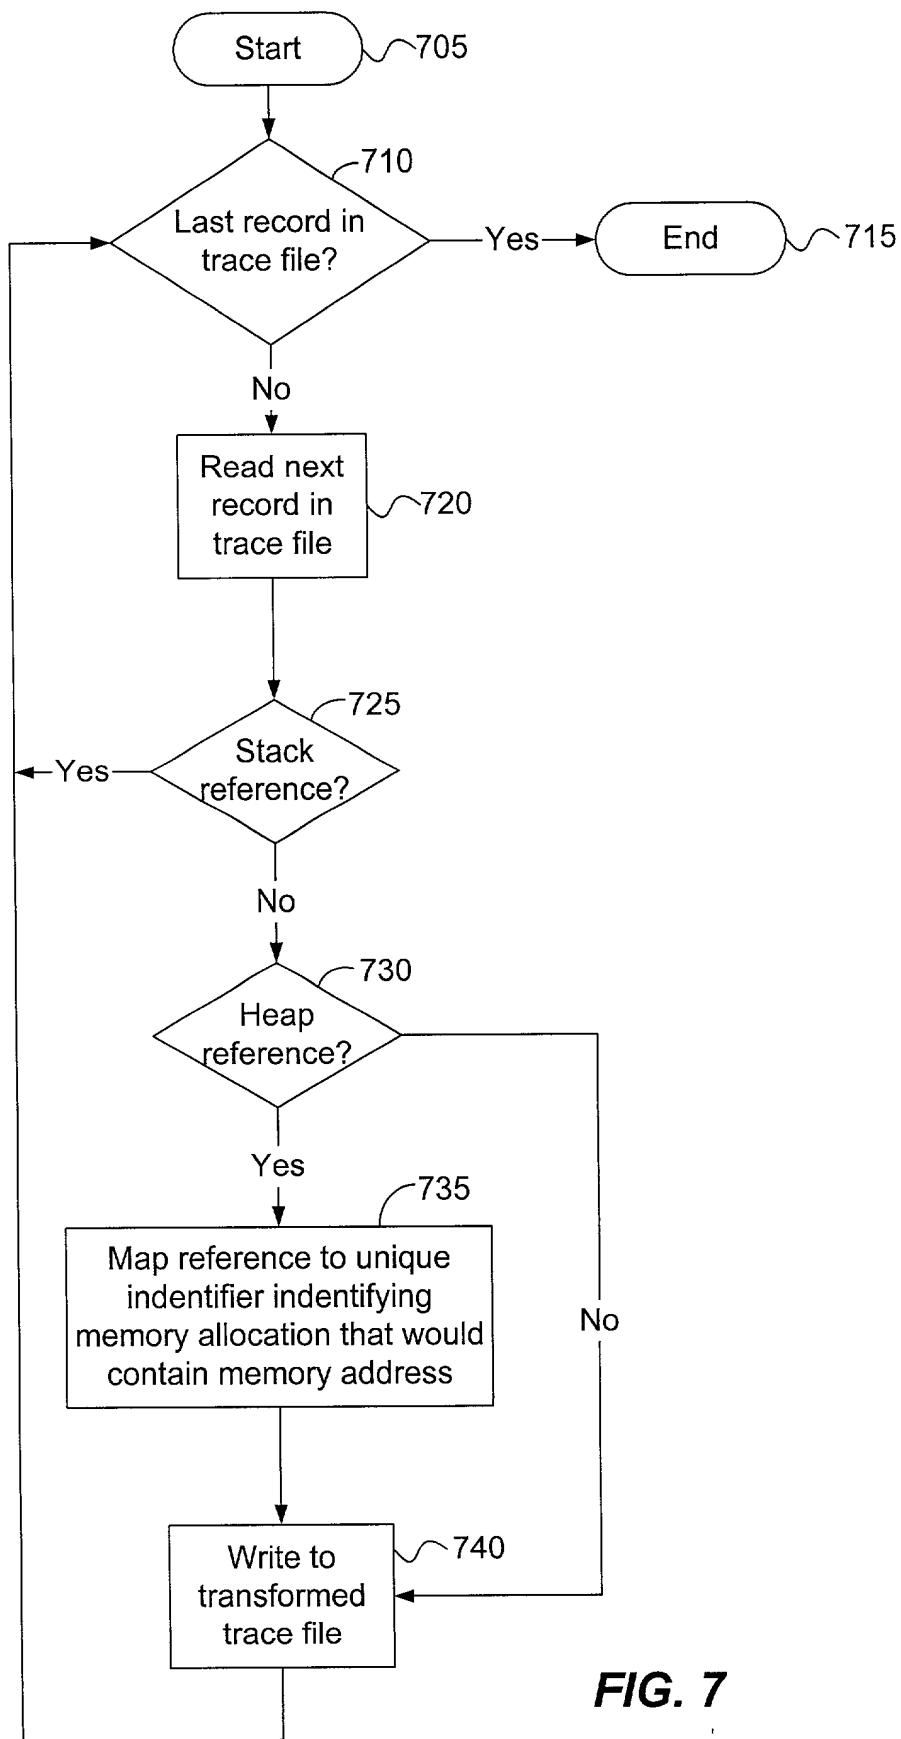 Start
705
710
Last record in
trace file?
Yes
End
715
No
Read next
record in
trace file
720
725
Stack
reference?
Yes
No
730
Heap
reference?
Yes
735
Map reference to unique
indentifier indentifying
memory allocation that would
contain memory address
No
Write to
transformed
trace file
740
FIG. 7